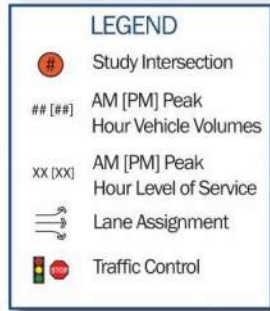 LEGEND
#
Study Intersection
## [##]
AM [PM] Peak
Hour Vehicle Volumes
XX [XX]
AM [PM] Peak
Hour Level of Service
Lane Assignment
STOP
Traffic Control